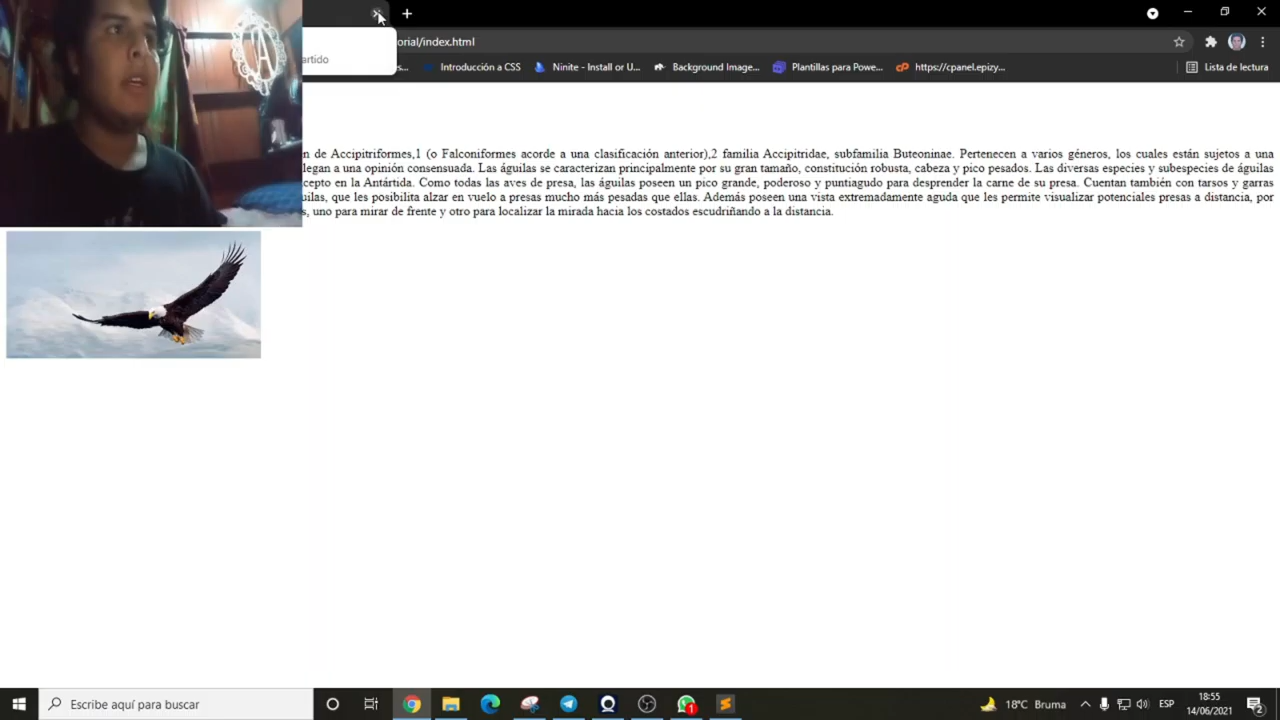 orial/index.html
artido
s...
Introducción a CSS
Ninite - Install or U...
Background Image...
Plantillas para Powe...
https://cpanel.epizy...
Lista de lectura
n de Accipitriformes,1 (o Falconiformes acorde a una clasificación anterior),2 familia Accipitridae, subfamilia Buteoninae. Pertenecen a varios géneros, los cuales están sujetos a una
legan a una opinión consensuada. Las águilas se caracterizan principalmente por su gran tamaño, constitución robusta, cabeza y pico pesados. Las diversas especies y subespecies de águilas
cepto en la Antártida. Como todas las aves de presa, las águilas poseen un pico grande, poderoso y puntiagudo para desprender la carne de su presa. Cuentan también con tarsos y garras
uilas, que les posibilita alzar en vuelo a presas mucho más pesadas que ellas. Además poseen una vista extremadamente aguda que les permite visualizar potenciales presas a distancia, por
s, uno para mirar de frente y otro para localizar la mirada hacia los costados escudriñando a la distancia.
A
Escribe aquí para buscar
1
18°C Bruma
ESP
18:55
14/06/2021
2